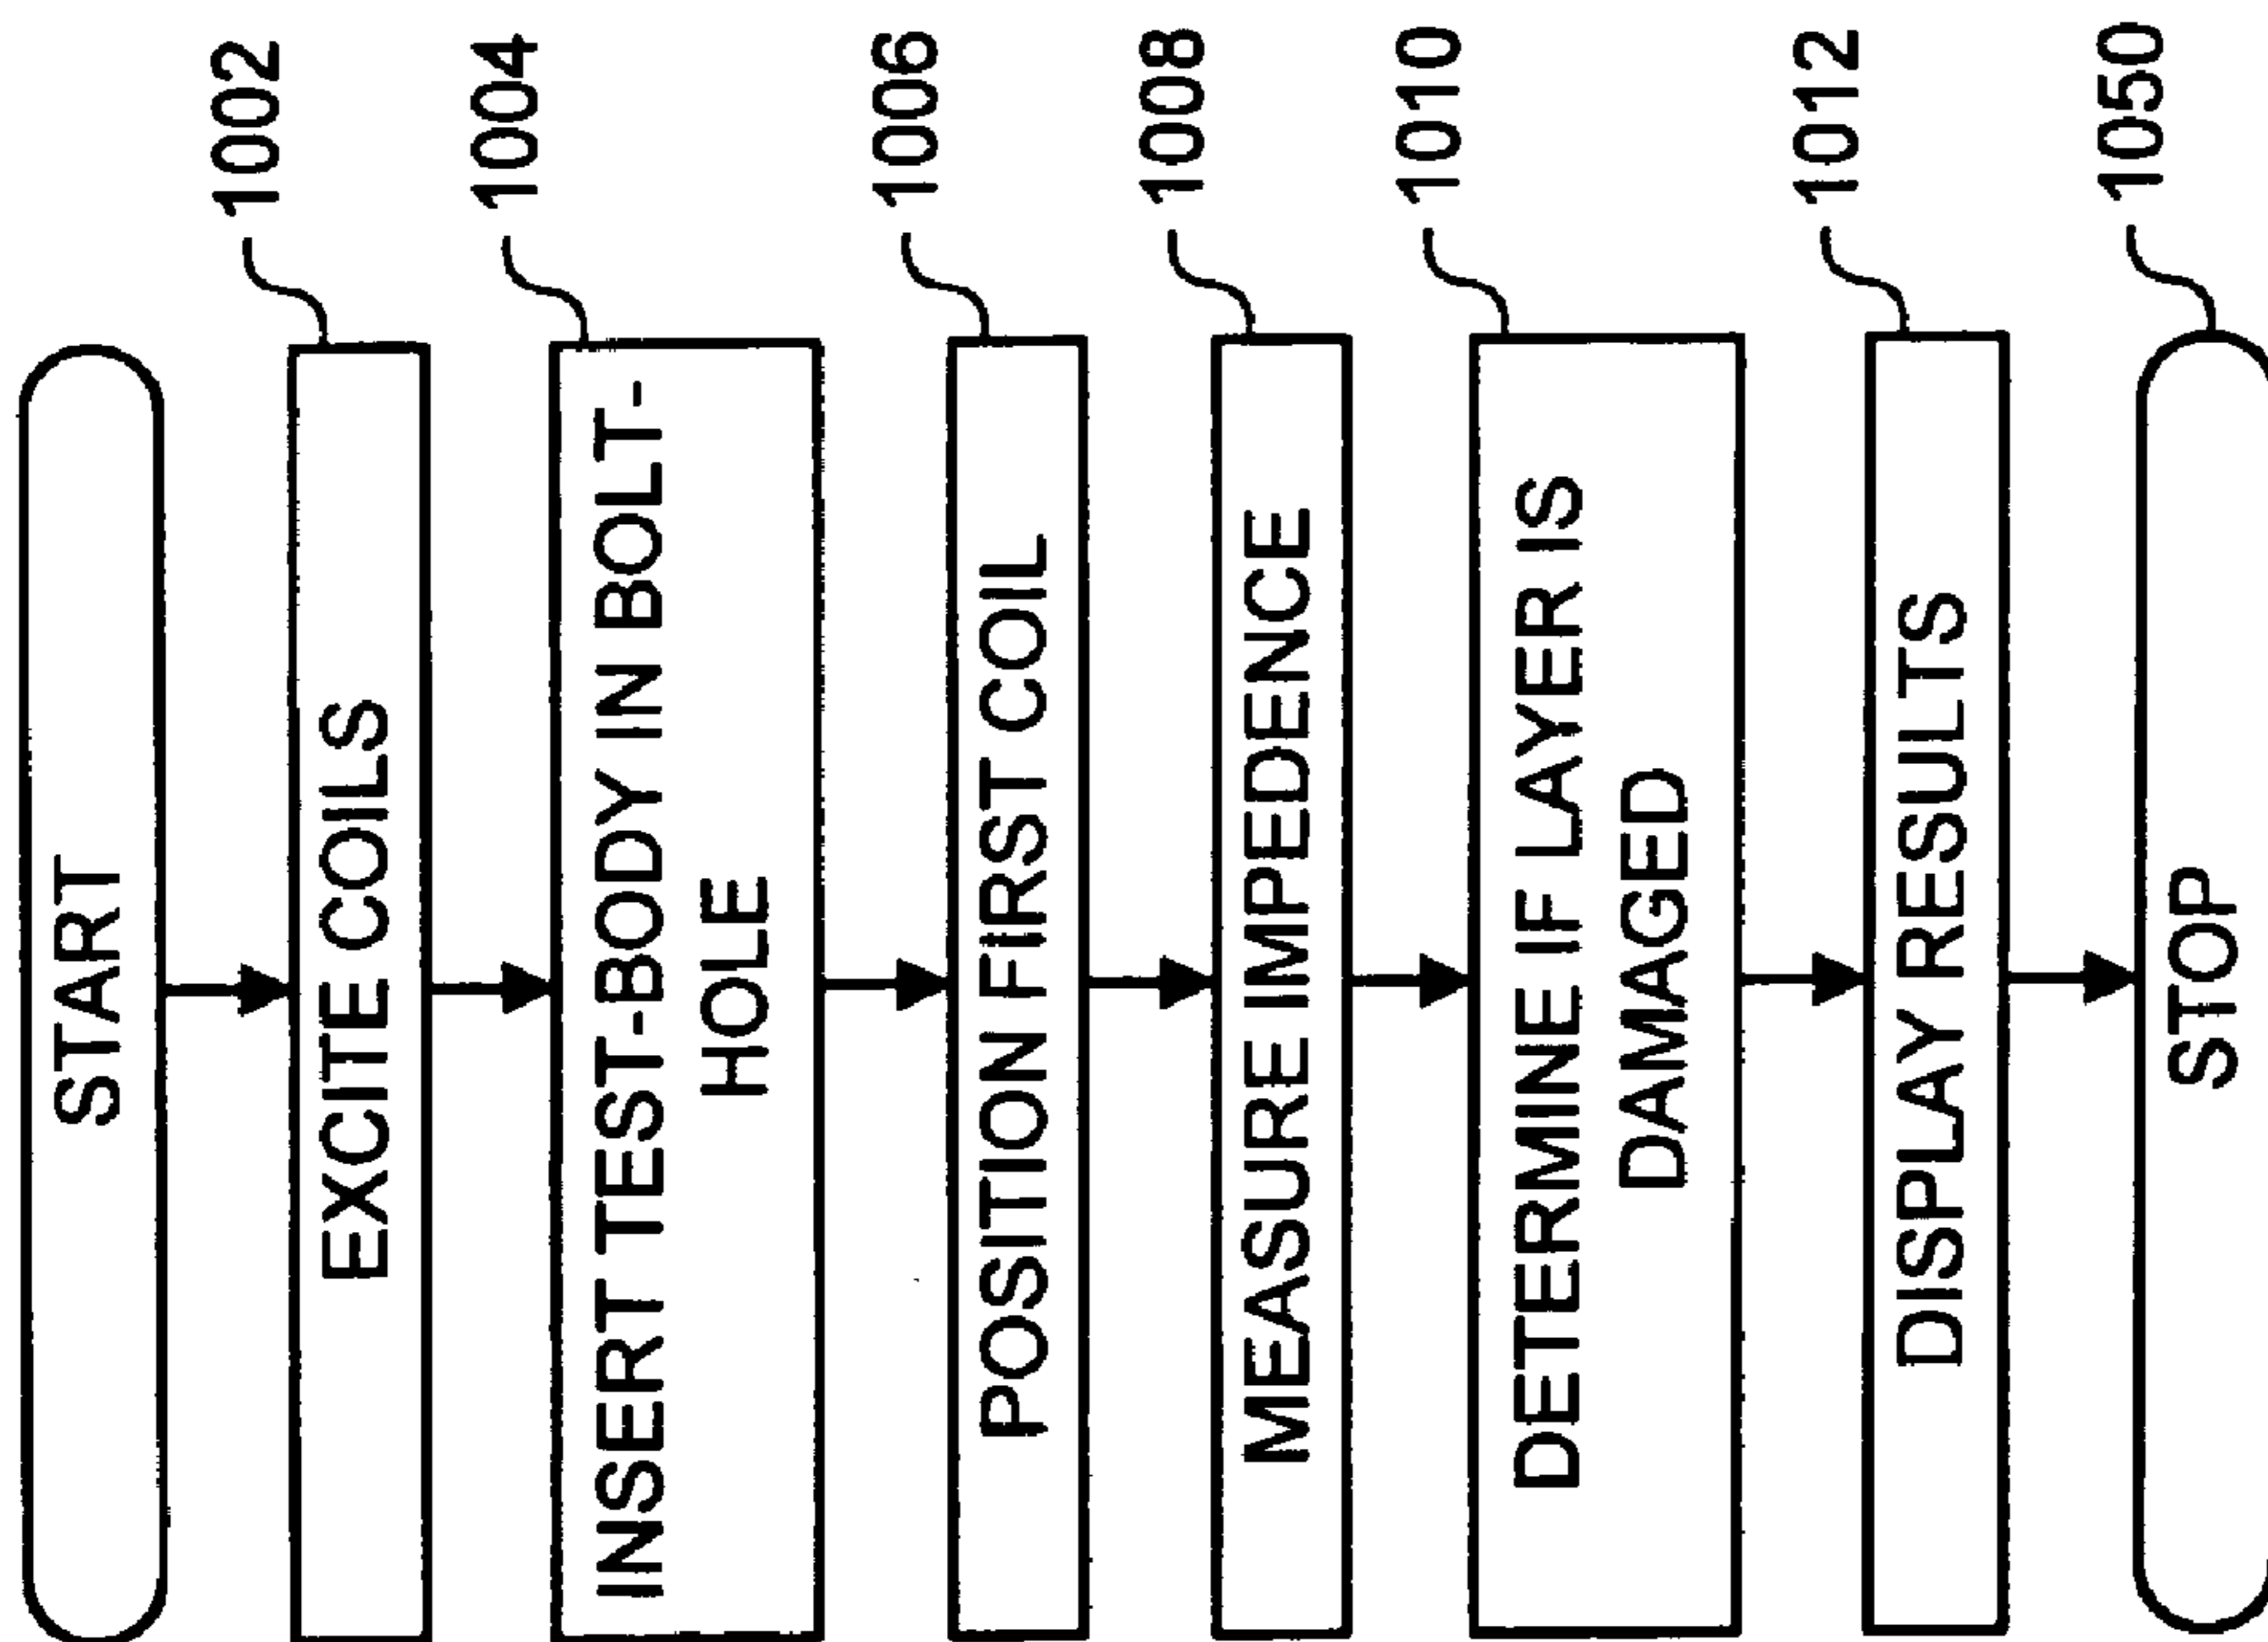 START
EXCITE COILS
1002
INSERT TEST-BODY IN BOLT-
HOLE
1004
POSITION FIRST COIL
1006
MEASURE IMPEDENCE
1008
DETERMINE IF LAYER IS
DAMAGED
1010
DISPLAY RESULTS
1012
STOP
1050